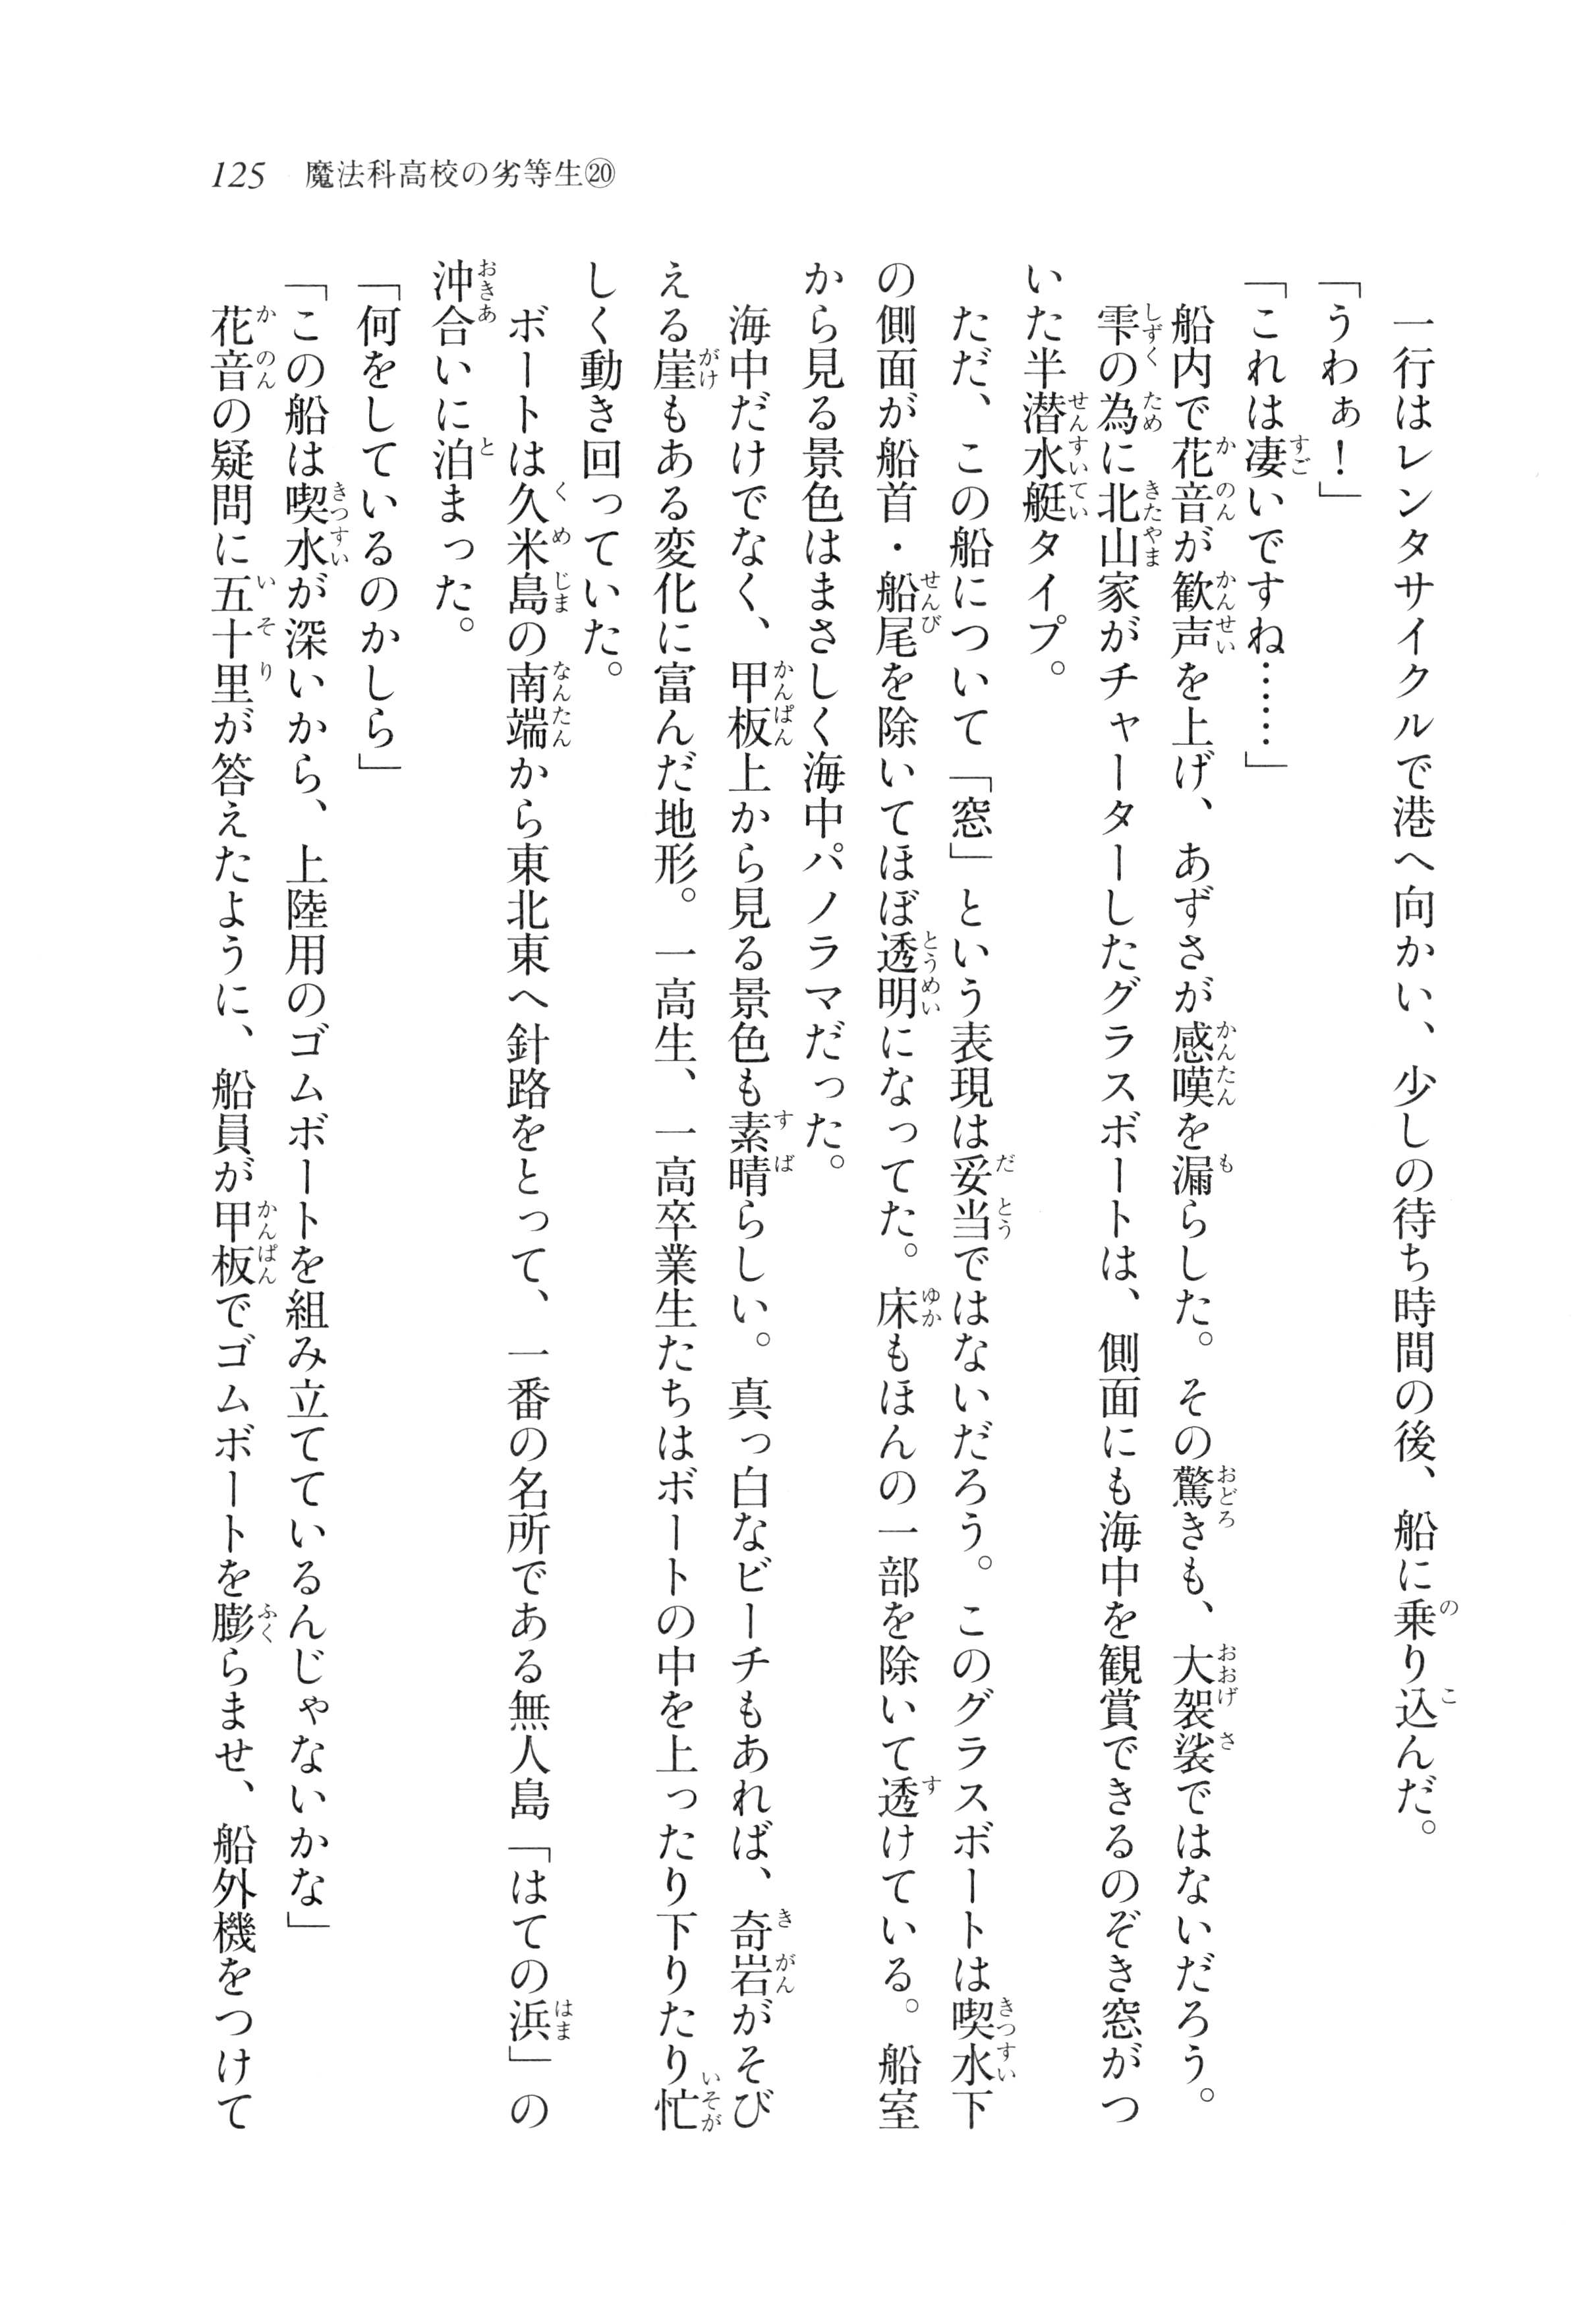 125 魔法科高校の劣等生⑳
一行はレンタサイクルで港へ向かい、少しの待ち時間の後、船に乗り込んだ。
「うわぁ！」
「これは凄いですね……」
船内で花音が歓声を上げ、あずさが感嘆を漏らした。その驚きも、大袈裟ではないだろう。
雫の為に北山家がチャーターしたグラスボートは、側面にも海中を観賞できるのぞき窓がつ
いた半潜水艇タイプ。
ただ、この船について「窓」という表現は妥当ではないだろう。このグラスボートは喫水下
の側面が船首・船尾を除いてほぼ透明になってた。床もほんの一部を除いて透けている。船室
から見る景色はまさしく海中パノラマだった。
海中だけでなく、甲板上から見る景色も素晴らしい。真っ白なビーチもあれば、奇岩がそび
える崖もある変化に富んだ地形。一高生、一高卒業生たちはボートの中を上ったり下りたり忙
しく動き回っていた。
ボートは久米島の南端から東北東へ針路をとって、一番の名所である無人島「はての浜」の
沖合いに泊まった。
「何をしているのかしら」
「この船は喫水が深いから、上陸用のゴムボートを組み立てているんじゃないかな」
花音の疑問に五十里が答えたように、船員が甲板でゴムボートを膨らませ、船外機をつけて